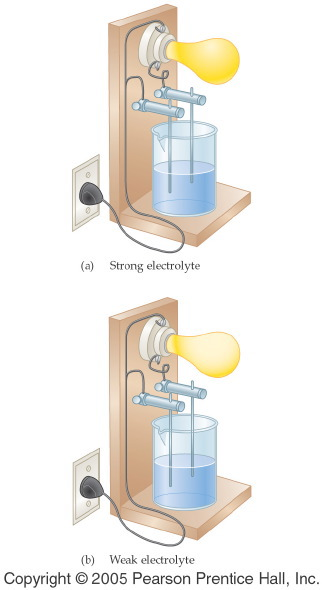 (a) Strong electrolyte
(b) Weak electrolyte
Copyright © 2005 Pearson Prentice Hall, Inc.